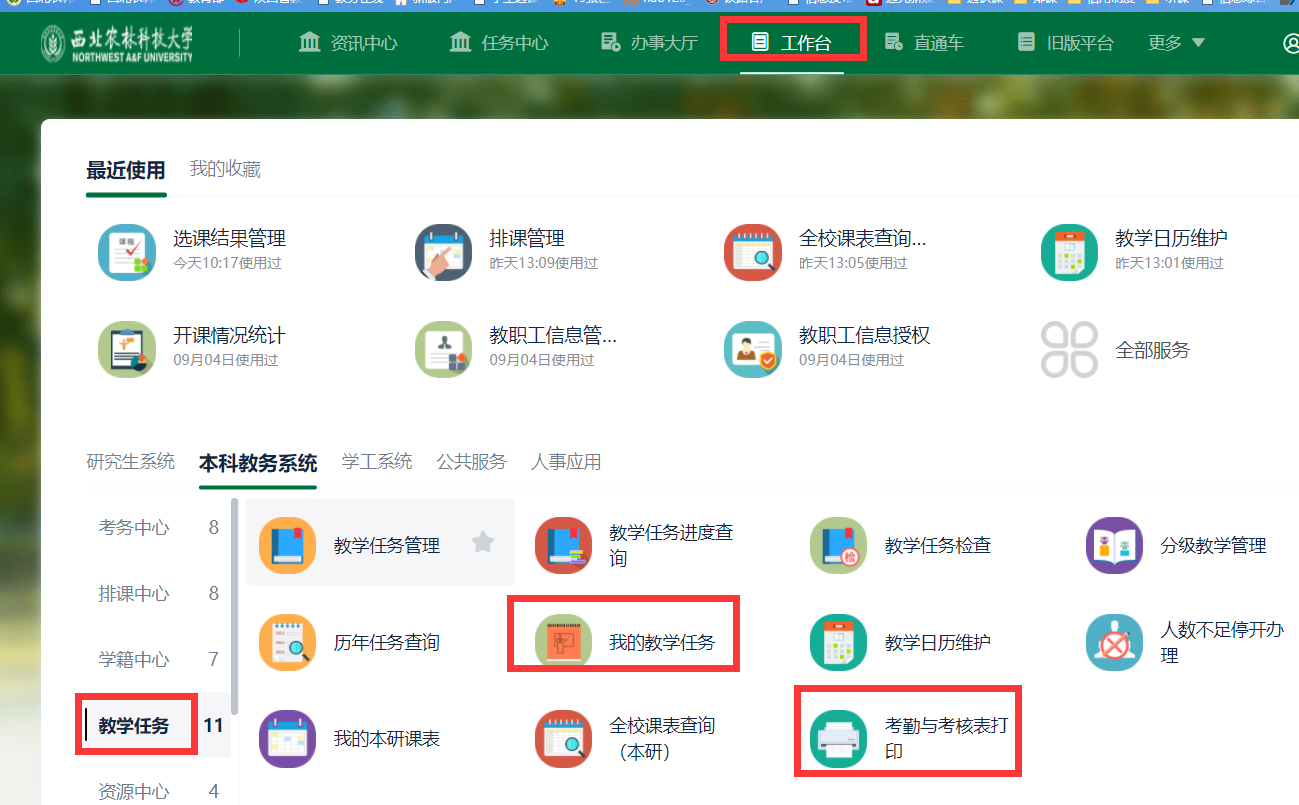 西北农林科技大学
NORTHWEST A&F UNIVERSITY
资讯中心
任务中心
办事大厅
工作台
直通车
旧版平台
更多
最近使用
我的收藏
选课结果管理
今天10:17使用过
排课管理
昨天13:09使用过
全校课表查询...
昨天13:05使用过
教学日历维护
昨天13:01使用过
开课情况统计
09月04日使用过
教职工信息管...
09月04日使用过
教职工信息授权
09月04日使用过
全部服务
研究生系统
本科教务系统
学工系统
公共服务
人事应用
考务中心 8
排课中心 8
学籍中心 7
教学任务 11
资源中心 4
教学任务管理
教学任务进度查
询
教学任务检查
分级教学管理
历年任务查询
我的教学任务
教学日历维护
人数不足停开办
理
我的本研课表
全校课表查询
（本研）
考勤与考核表打
印